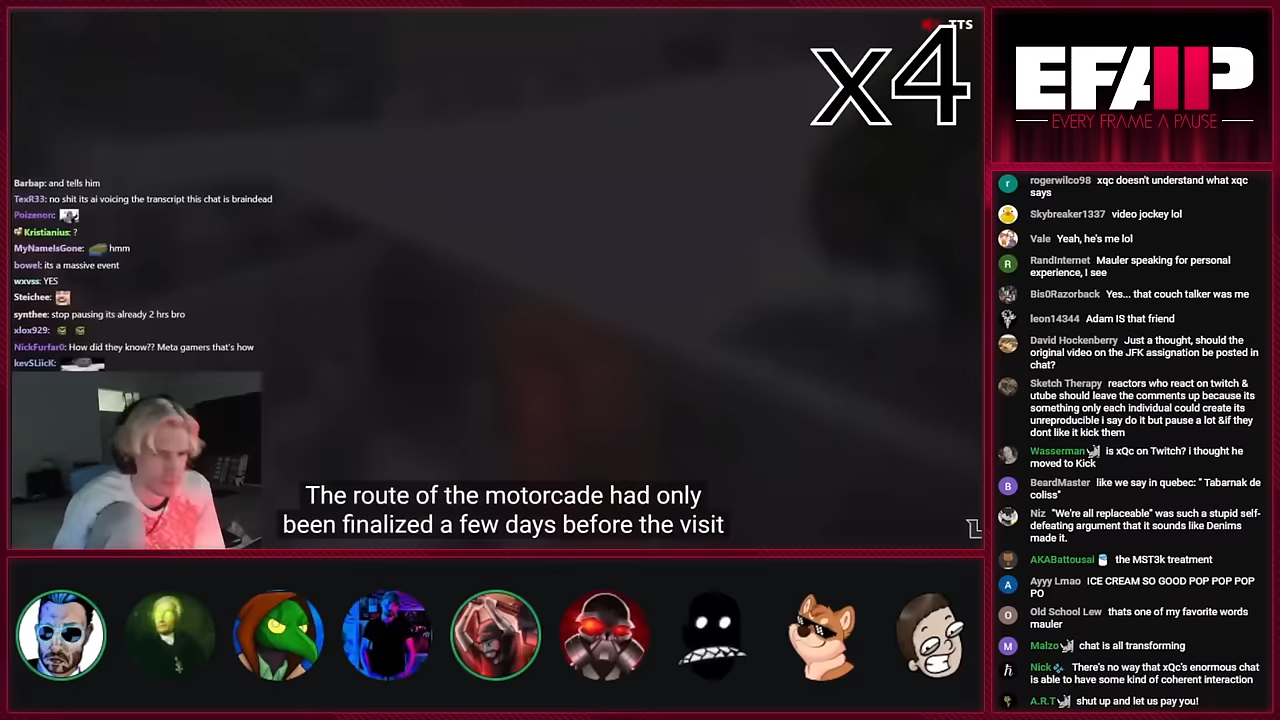 TTS
x4
Barbap: and tells him
TexR33: no shit its ai voicing the transcript this chat is braindead
Poizenon:
Kristianius: ?
MyNameIsGone: hmm
bowel: its a massive event
wxvss: YES
Steichee:
synthee: stop pausing its already 2 hrs bro
xlox929:
NickFurfar0: How did they know?? Meta gamers that's how
kevSLiicK:
The route of the motorcade had only
been finalized a few days before the visit
EFAP
EVERY FRAME A PAUSE
r
rogerwilco98 xqc doesn't understand what xqc
says
Skybreaker1337 video jockey lol
Vale Yeah, he's me lol
R
RandInternet Mauler speaking for personal
experience, I see
Bis0Razorback Yes... that couch talker was me
leon14344 Adam IS that friend
David Hockenberry Just a thought, should the
original video on the JFK assignation be posted in
chat?
Sketch Therapy reactors who react on twitch &
utube should leave the comments up because its
something only each individual could create its
unreproducible i say do it but pause a lot &if they
dont like it kick them
Wasserman is xQc on Twitch? i thought he
moved to Kick
B
BeardMaster like we say in quebec: " Tabarnak de
coliss"
Niz "We're all replaceable" was such a stupid self-
defeating argument that it sounds like Denims
made it.
AKABattousai the MST3k treatment
A
Ayyy Lmao ICE CREAM SO GOOD POP POP POP
PO
O
Old School Lew thats one of my favorite words
mauler
M
Malzo chat is all transforming
ℏ
Nick There's no way that xQc's enormous chat
is able to have some kind of coherent interaction
A.R.T shut up and let us pay you!